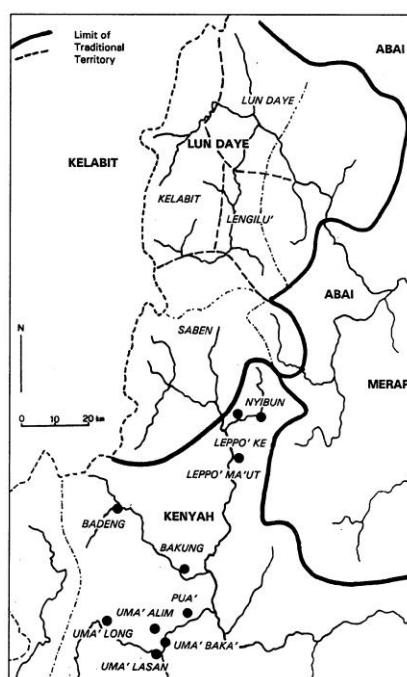 Limit of
Traditional
Territory
ABAI
LUN DAYE
LUN DAYE
KELABIT
KELABIT
LENGILU'
ABAI
N
SABEN
MERAP
0 20 km
NYIBUN
LEPPO' KE
LEPPO' MA'UT
KENYAH
BADENG
BAKUNG
PUA'
UMA' ALIM
UMA' LONG
UMA' BAKA'
UMA' LASAN